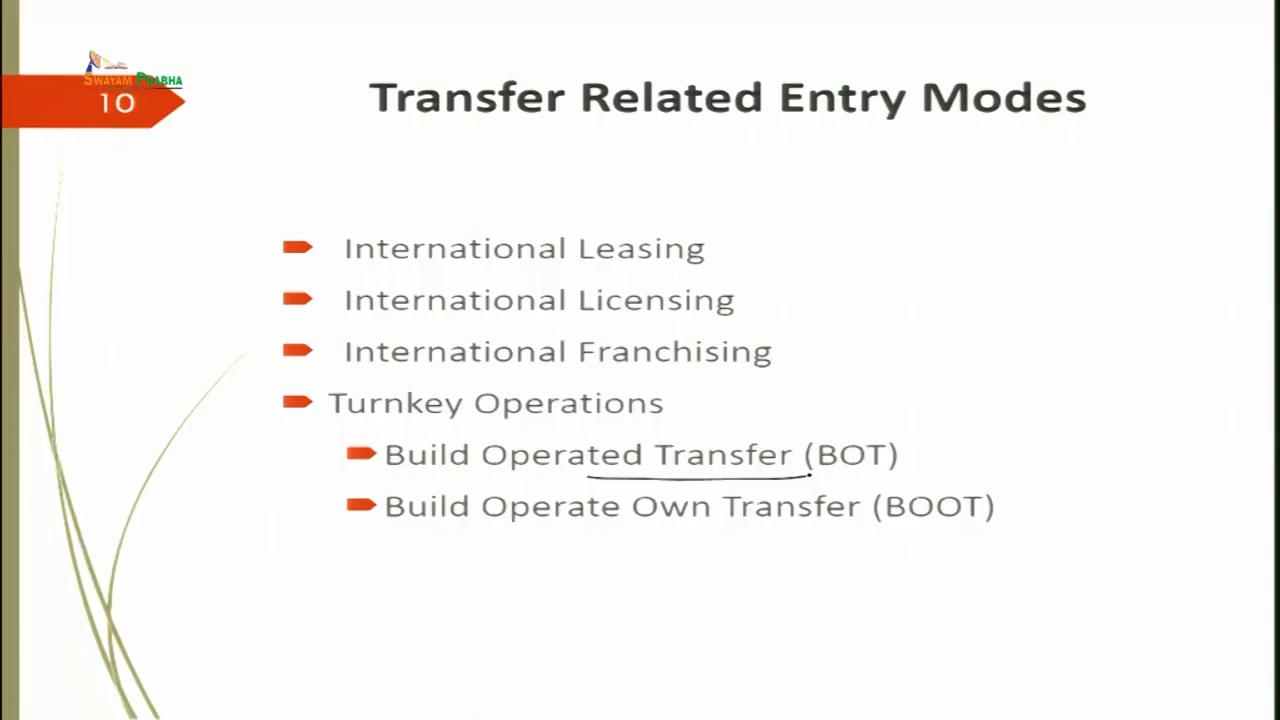 SWAYAM PRABHA
10
Transfer Related Entry Modes
International Leasing
International Licensing
International Franchising
Turnkey Operations
Build Operated Transfer (BOT)
Build Operate Own Transfer (BOOT)